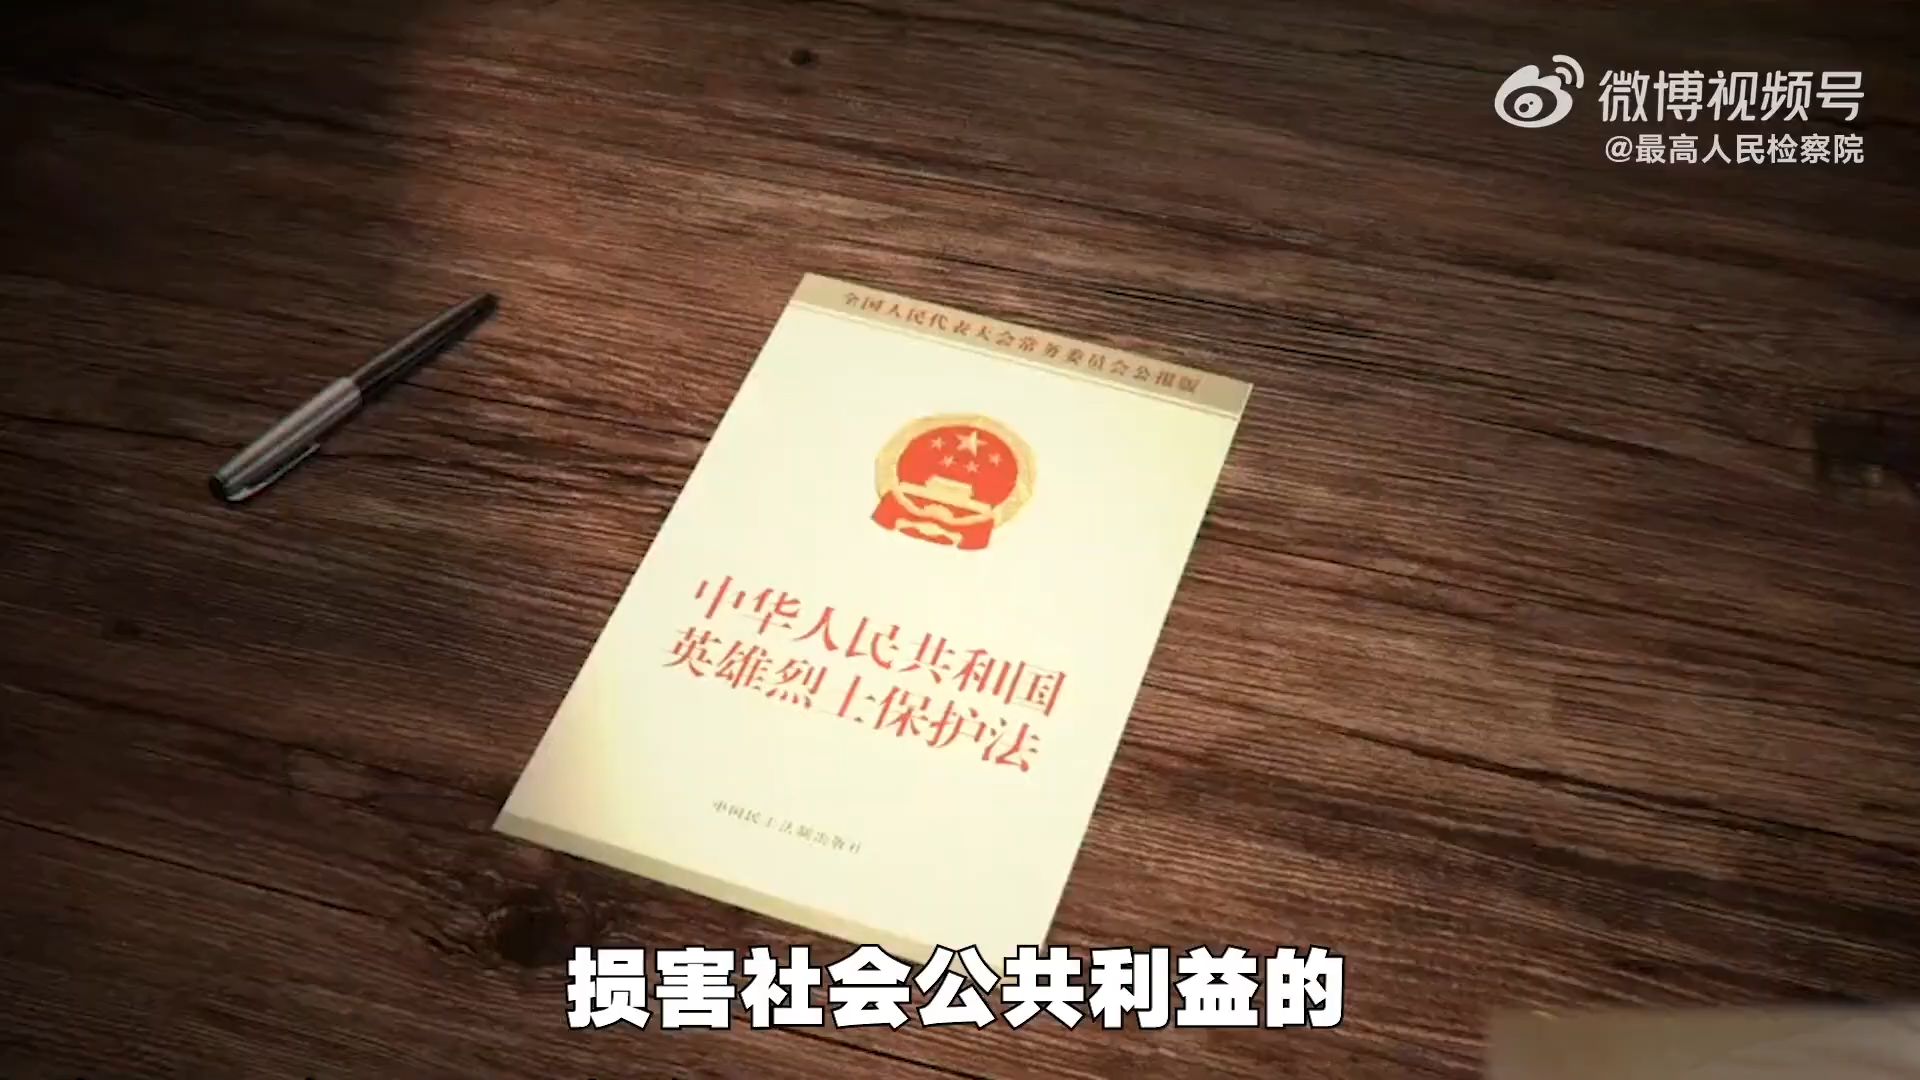 微博视频号
@最高人民检察院
全国人民代表大会常务委员会公报版
中华人民共和国
英雄烈士保护法
中国民主法制出版社
损害社会公共利益的